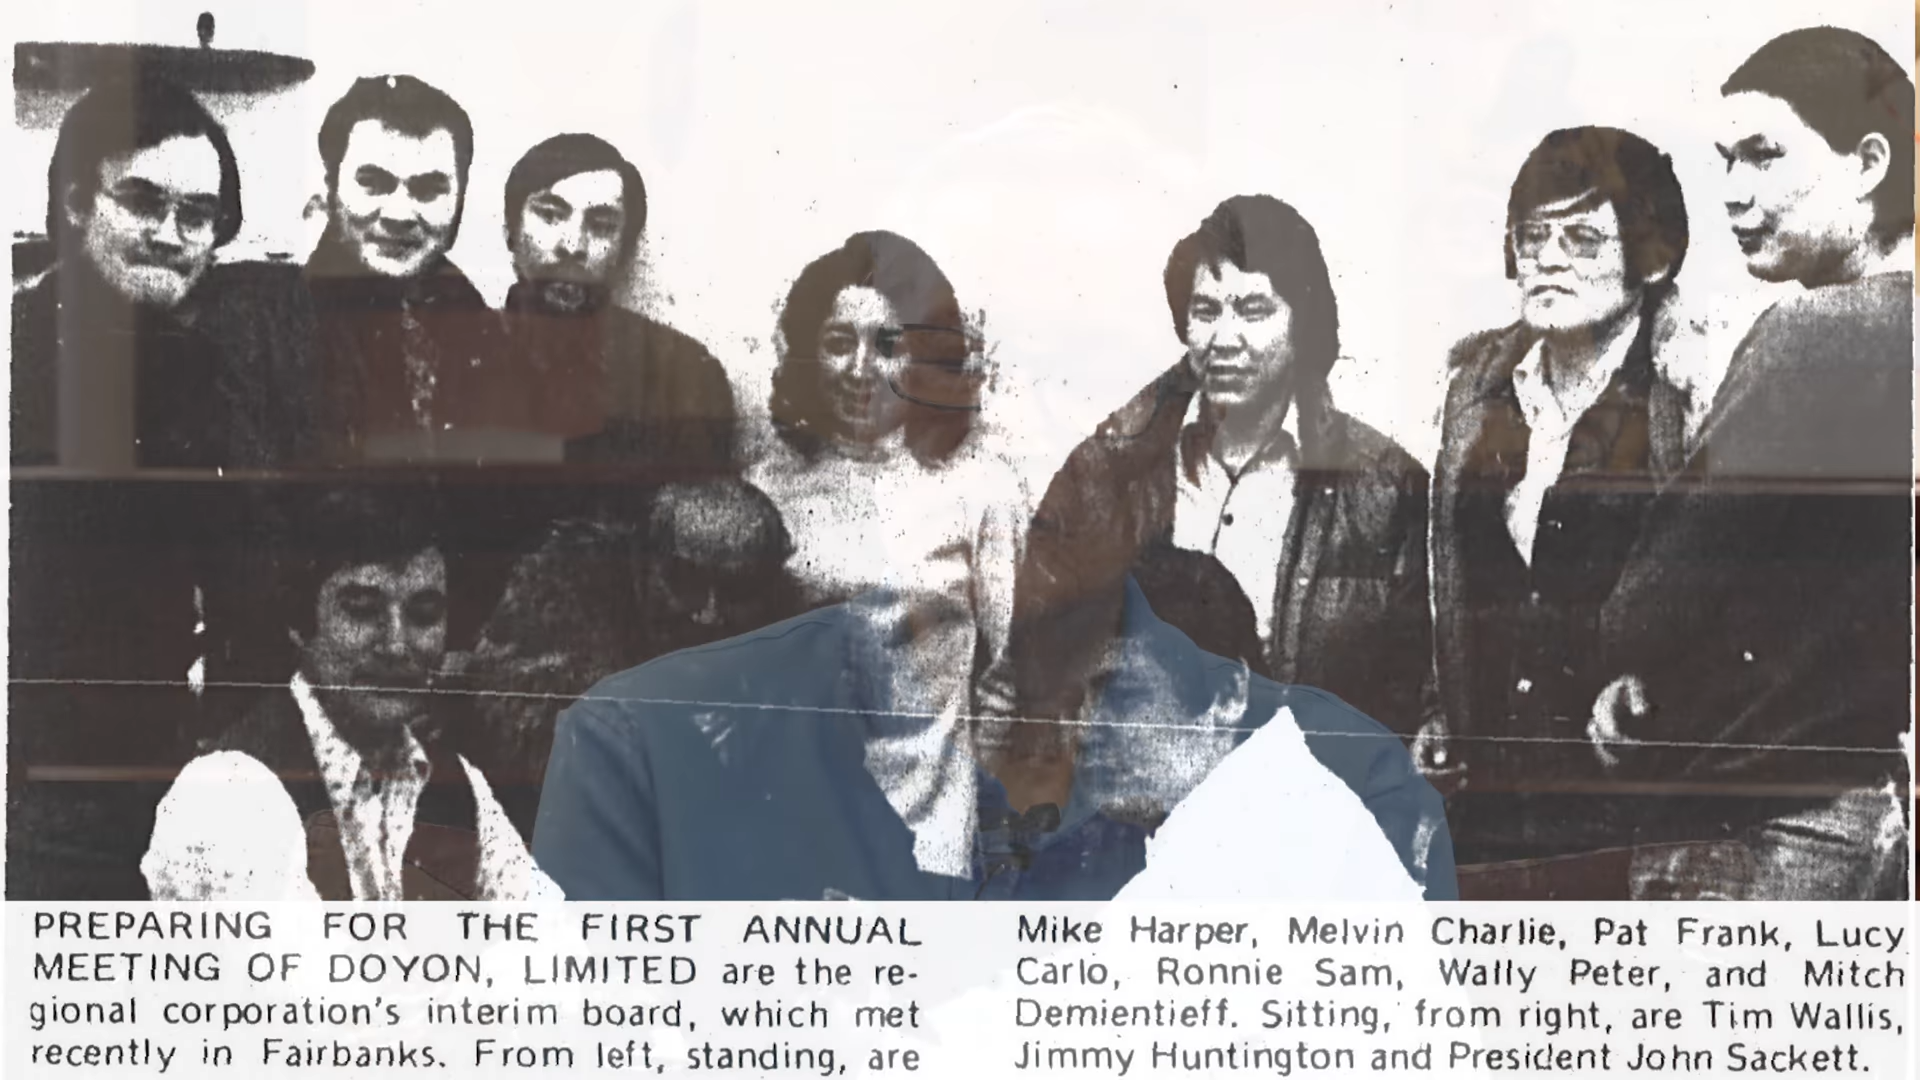 PREPARING FOR THE FIRST ANNUAL
MEETING OF DOYON, LIMITED are the re-
gional corporation's interim board, which met
recently in Fairbanks. From left, standing, are
Mike Harper, Melvin Charlie, Pat Frank, Lucy
Carlo, Ronnie Sam, Wally Peter, and Mitch
Demientieff. Sitting, from right, are Tim Wallis,
Jimmy Huntington and President John Sackett.